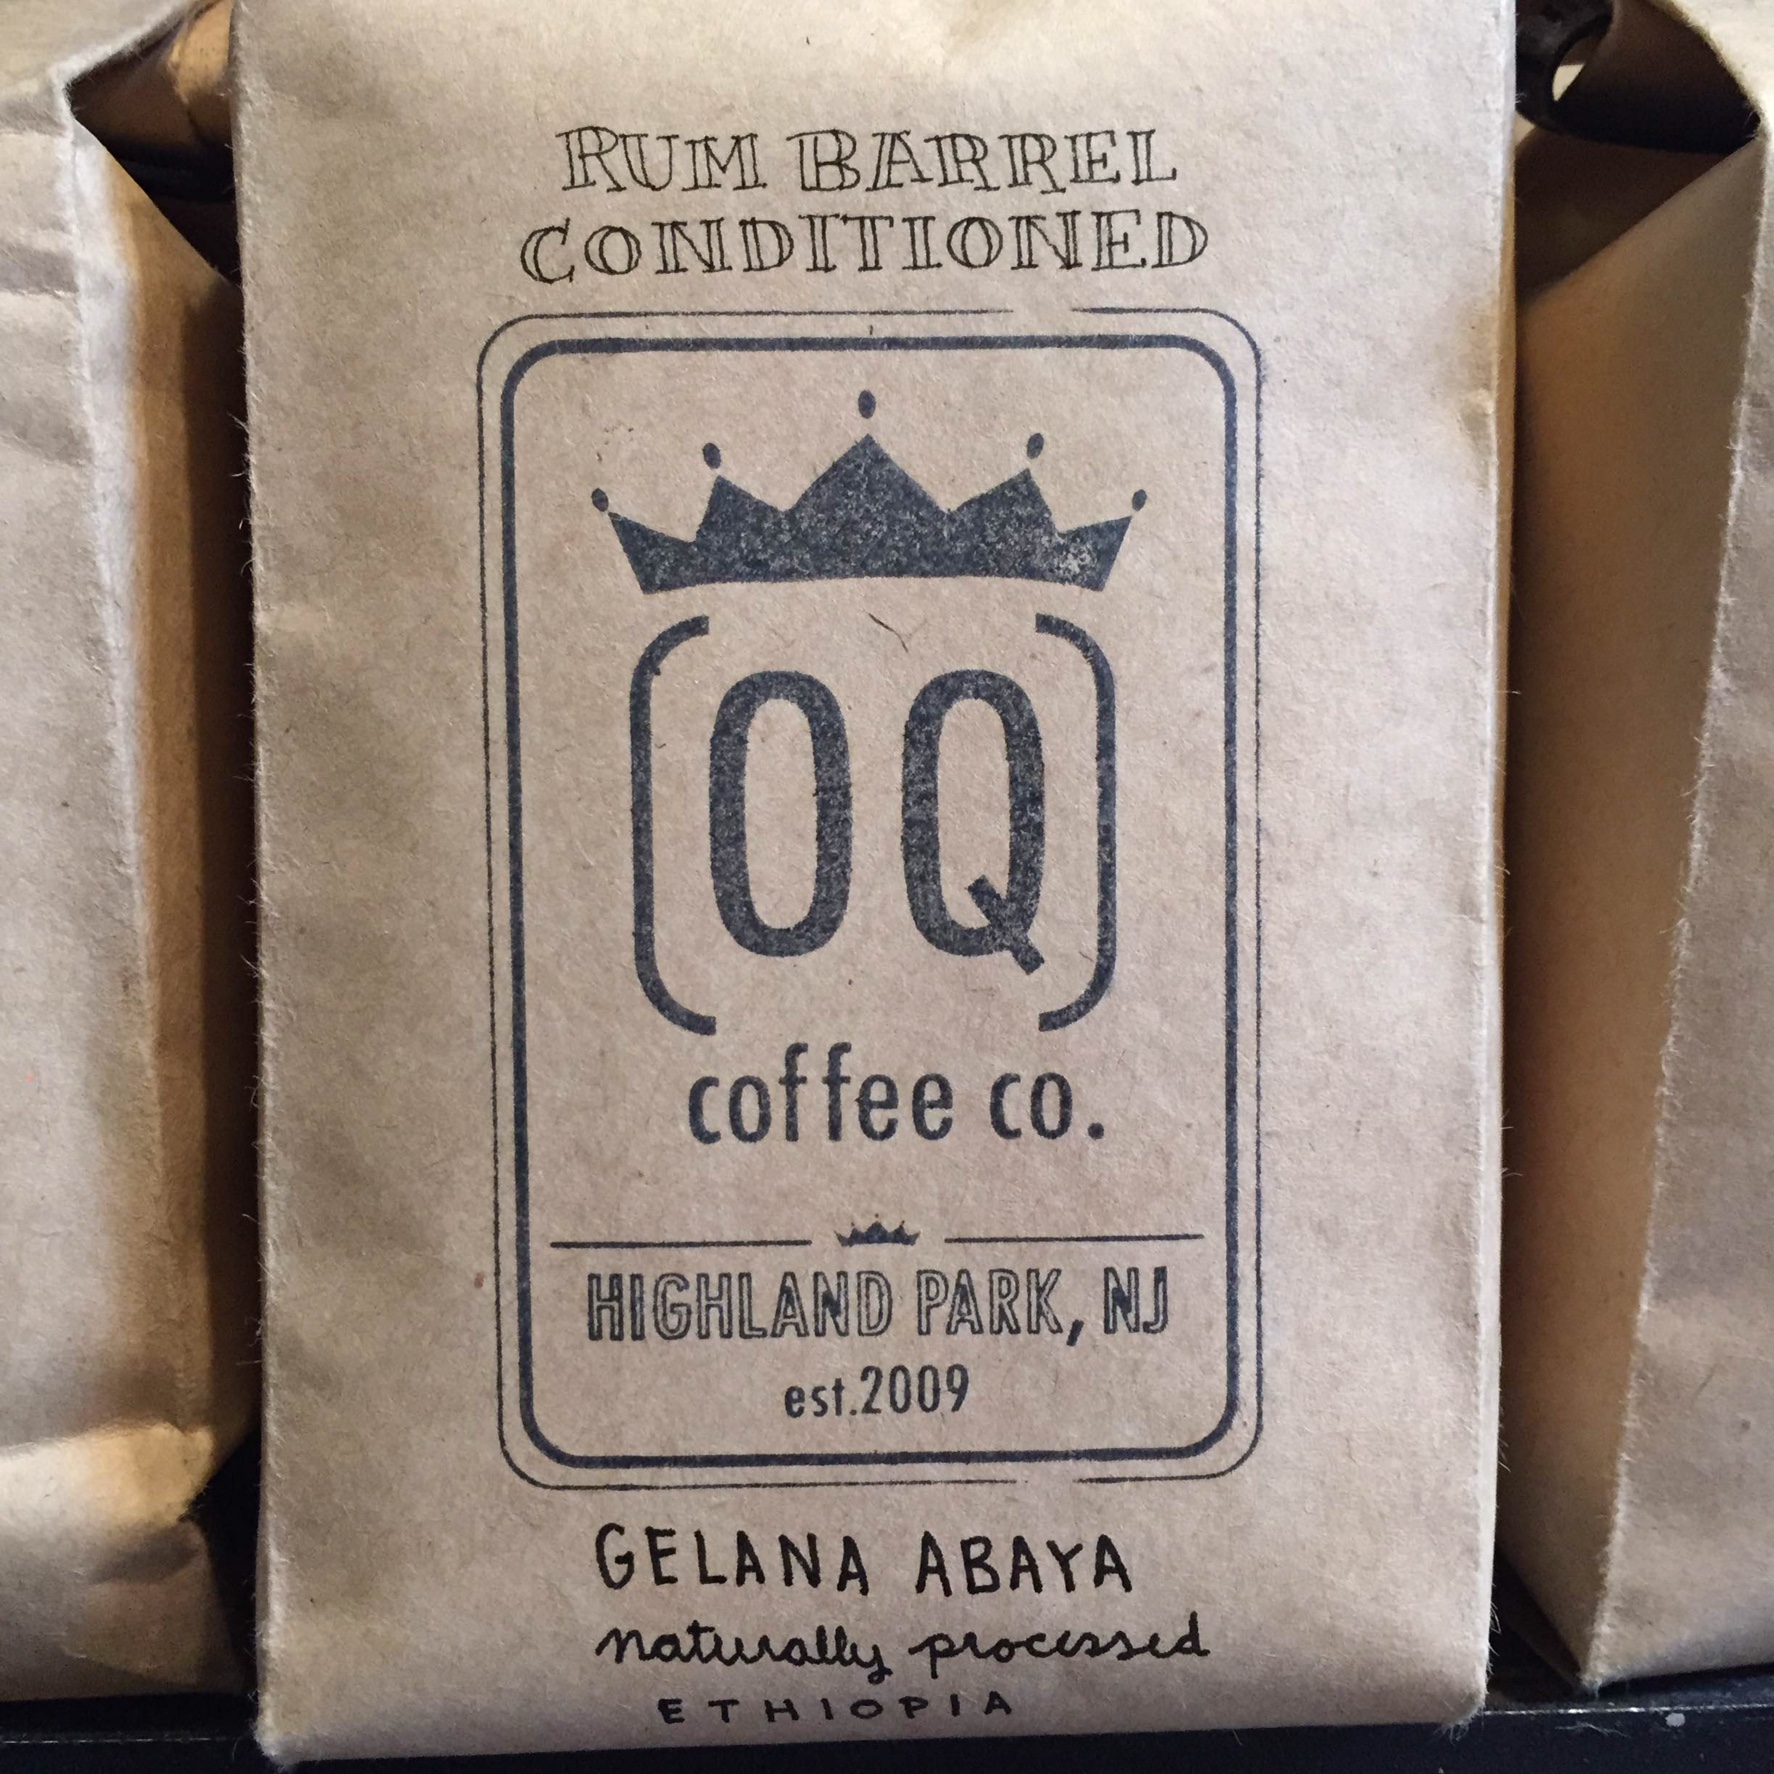 RUM BARREL
CONDITIONED
OQ
coffee co.
HIGHLAND PARK, NJ
est.2009
GELANA ABAYA
naturally processed
ETHIOPIA